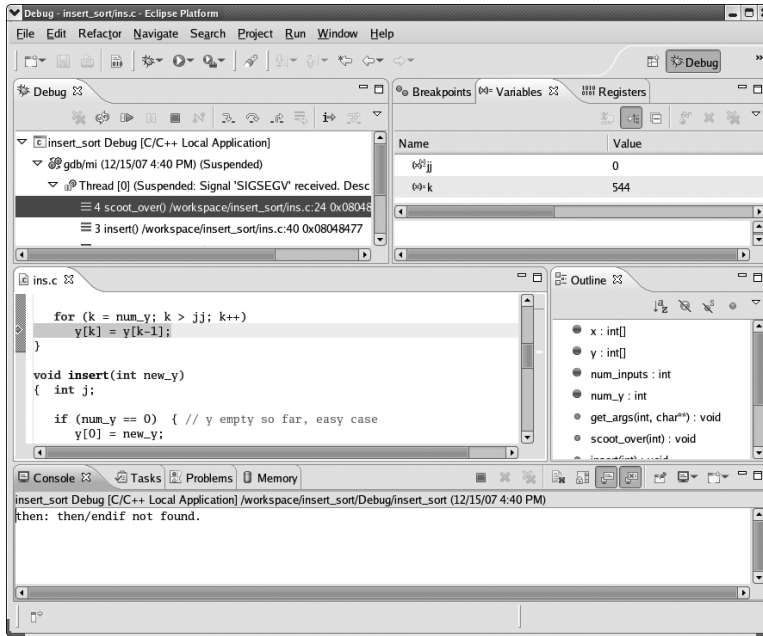 Debug - insert_sort/ins.c - Eclipse Platform
File Edit Refactor Navigate Search Project Run Window Help
Debug
»
Debug
Breakpoints (x)= Variables Registers
insert_sort Debug [C/C++ Local Application]
gdb/mi (12/15/07 4:40 PM) (Suspended)
Thread [0] (Suspended: Signal 'SIGSEGV' received. Desc
4 scoot_over() /workspace/insert_sort/ins.c:24 0x08048
3 insert() /workspace/insert_sort/ins.c:40 0x08048477
Name Value
jj 0
(x)= k 544
ins.c
for (k = num_y; k > jj; k++)
y[k] = y[k-1];
}
void insert(int new_y)
{ int j;
if (num_y == 0) { // y empty so far, easy case
y[0] = new_y;
Outline
x : int[]
y : int[]
num_inputs : int
num_y : int
get_args(int, char**) : void
scoot_over(int) : void
Console Tasks Problems Memory
insert_sort Debug [C/C++ Local Application] /workspace/insert_sort/Debug/insert_sort (12/15/07 4:40 PM)
then: then/endif not found.